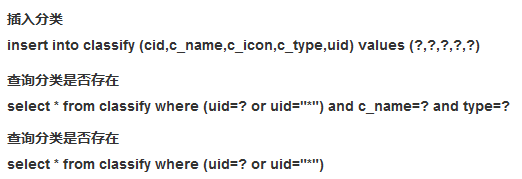 插入分类
insert into classify (cid,c_name,c_icon,c_type,uid) values (?,?,?,?,?)
查询分类是否存在
select * from classify where (uid=? or uid="*") and c_name=? and type=?
查询分类是否存在
select * from classify where (uid=? or uid="*")